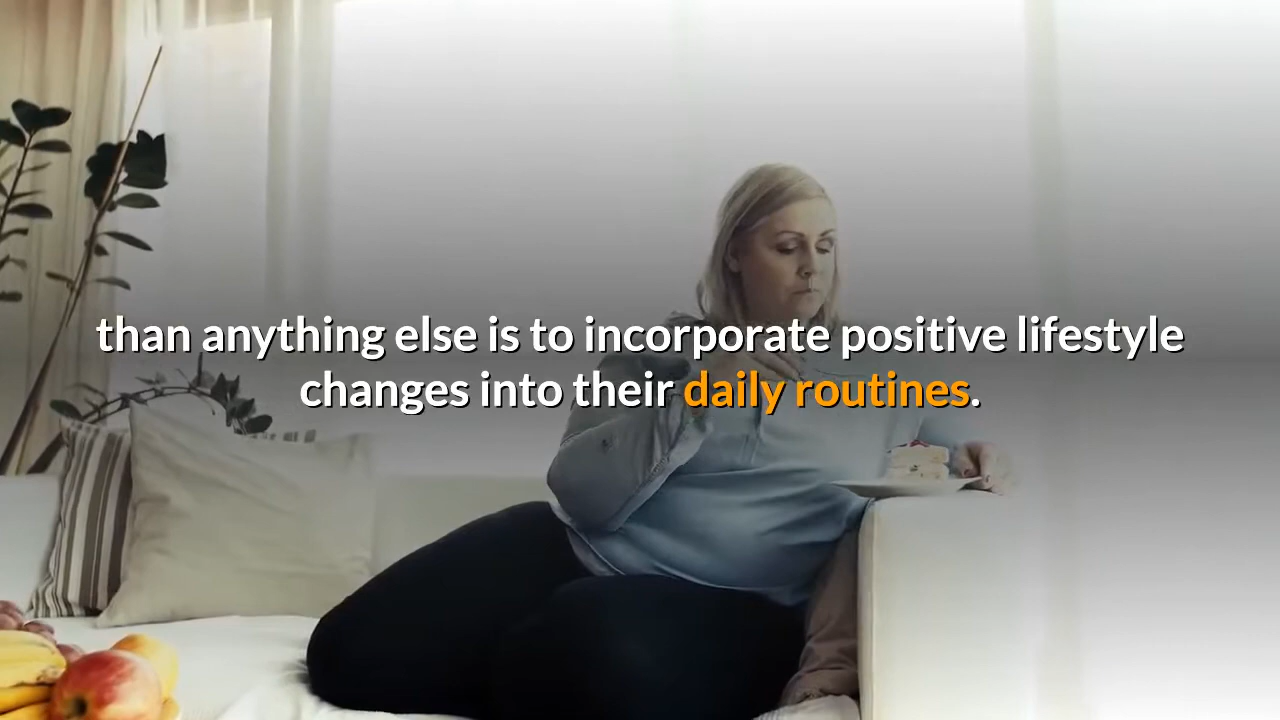 than anything else is to incorporate positive lifestyle
changes into their daily routines.